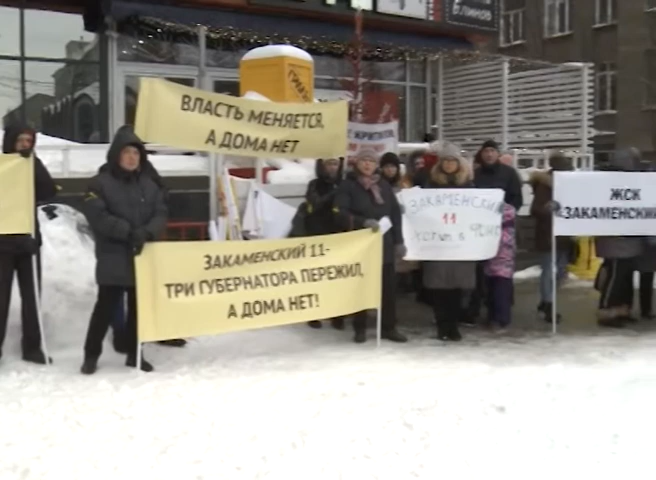 ВЛАСТЬ МЕНЯЕТСЯ,
А ДОМА НЕТ
ЗАКАМЕНСКИЙ 11-
ТРИ ГУБЕРНАТОРА ПЕРЕЖИЛ,
А ДОМА НЕТ!
ЗАКАМЕНСКИЙ
11
ЖСК
ЗАКАМЕНСКИЙ